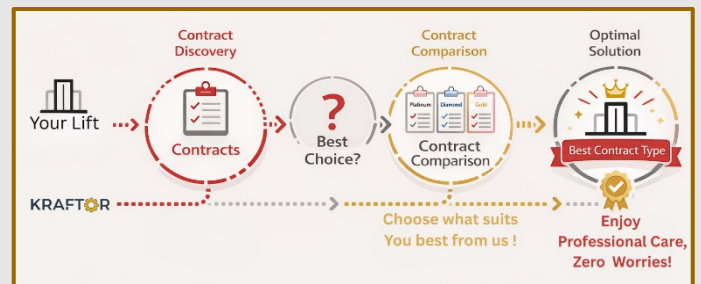 Contract
Discovery
Contract
Comparison
Optimal
Solution
Your Lift
Contracts
?
Best
Choice?
Platinum
Diamond
Gold
Contract
Comparison
Best Contract Type
KRAFTOR
Choose what suits
You best from us !
Enjoy
Professional Care,
Zero Worries!